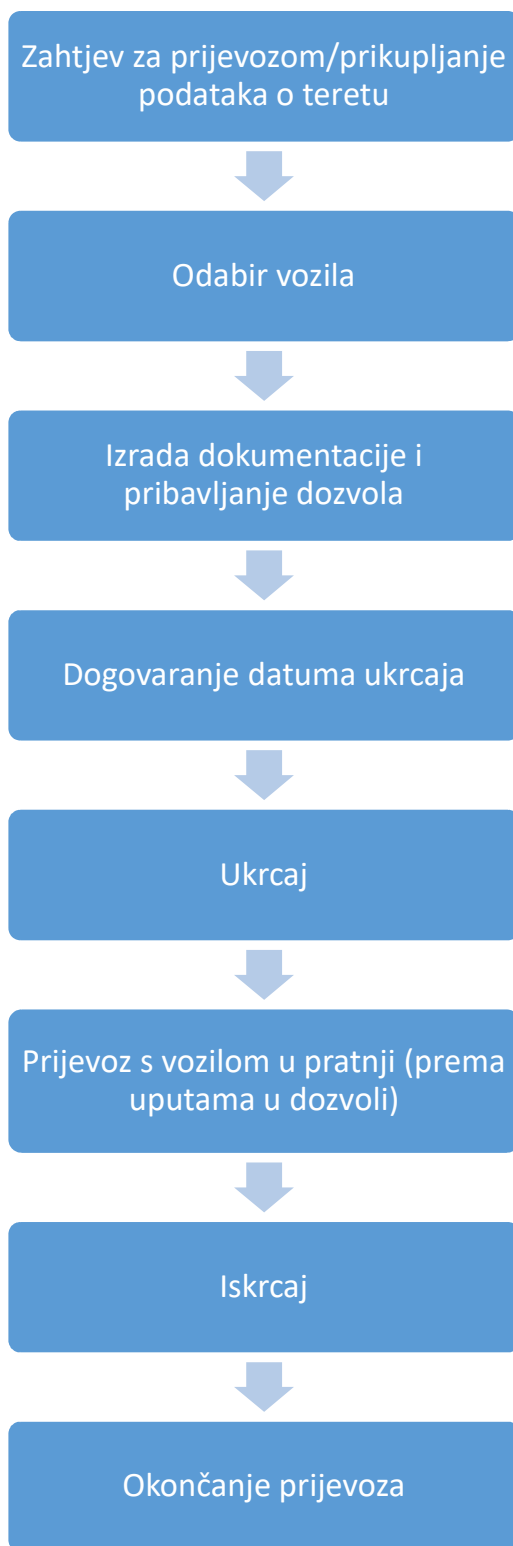 Zahtjev za prijevozom/prikupljanje
podataka o teretu
Odabir vozila
Izrada dokumentacije i
pribavljanje dozvola
Dogovaranje datuma ukrcaja
Ukrcaj
Prijevoz s vozilom u pratnji (prema
uputama u dozvoli)
Iskrcaj
Okončanje prijevoza